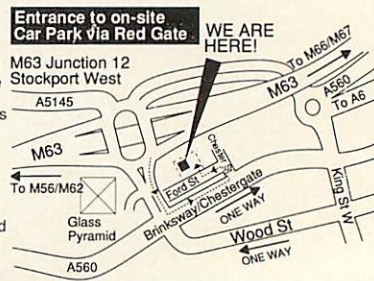 Entrance to on-site
Car Park via Red Gate
WE ARE
HERE!
M63 Junction 12
Stockport West
To M66/M67
M63
A560
To A6
A5145
s
M63
To M56/M62
Chester
Ford St
Brinksway/Chestergate
ONE WAY
King St W
Glass
Pyramid
d
Wood St
ONE WAY
A560